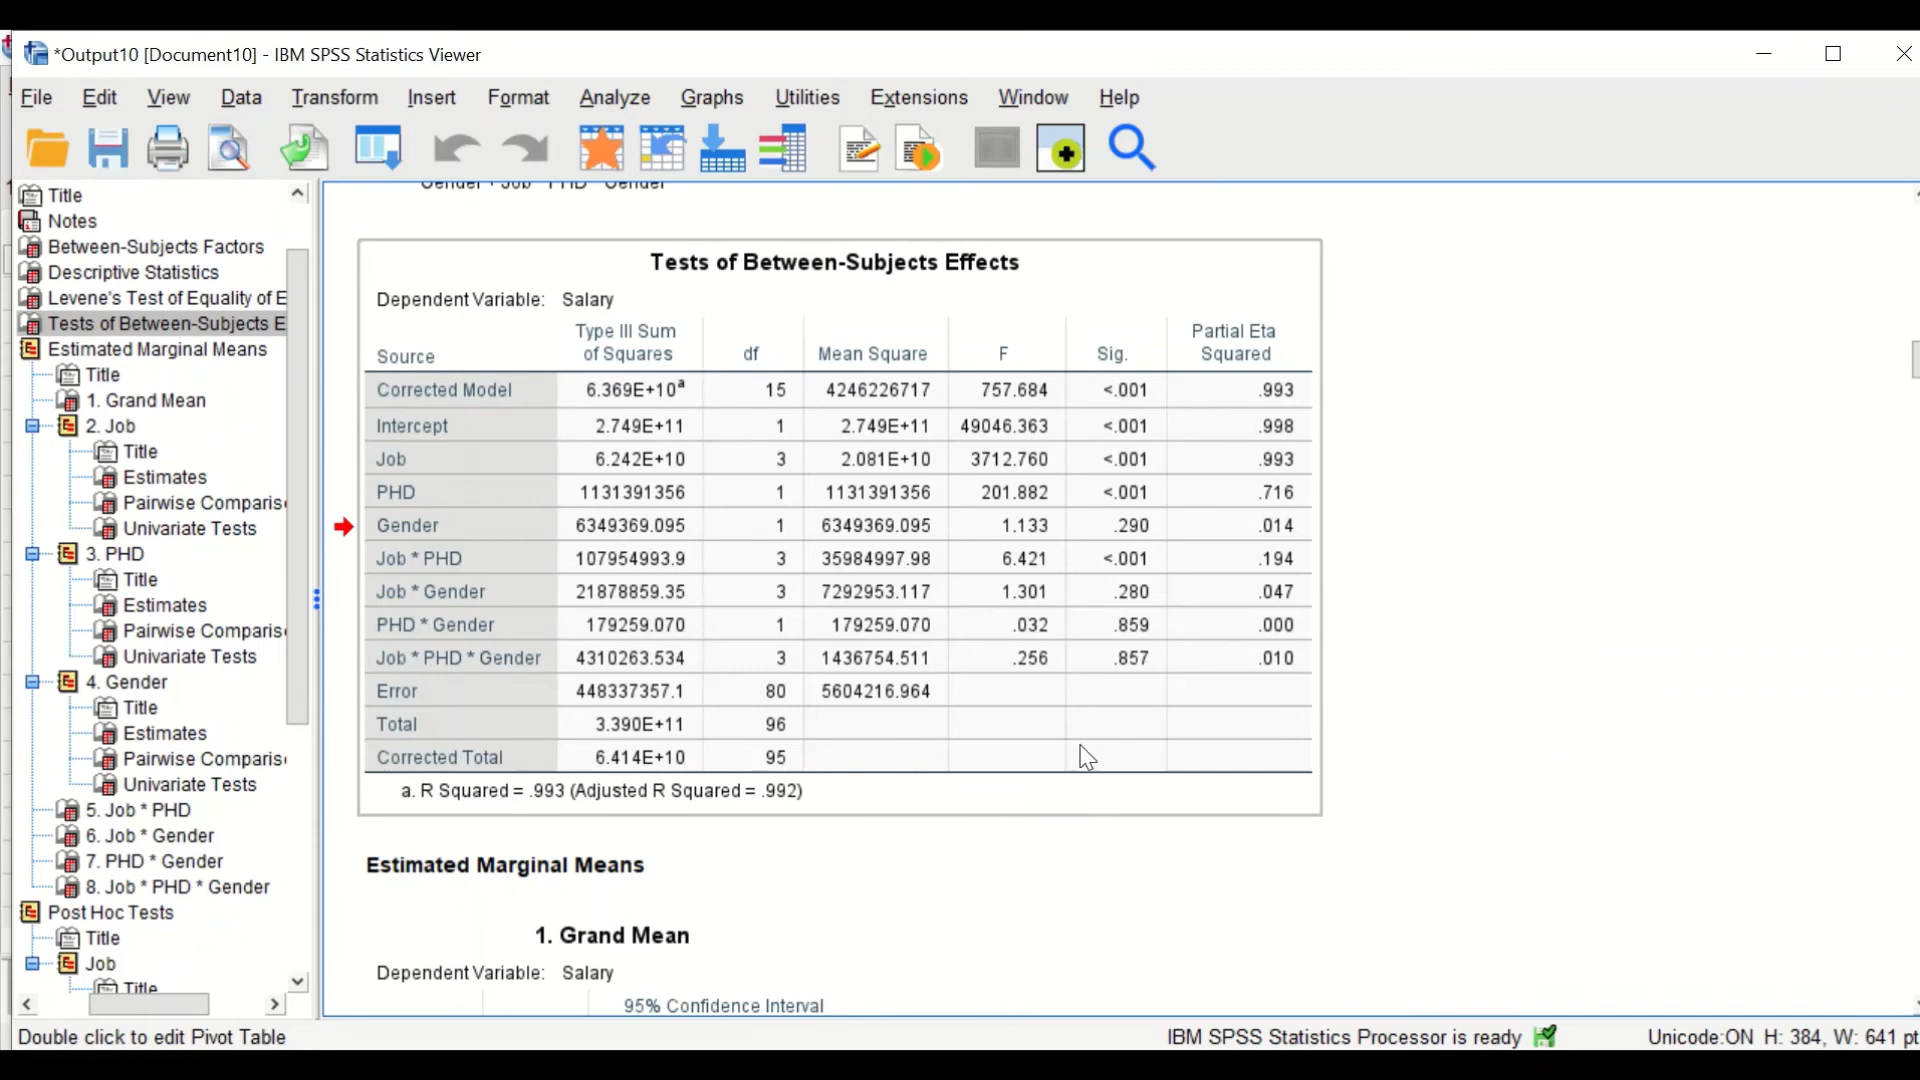 *Output10 [Document10] - IBM SPSS Statistics Viewer
File Edit View Data Transform Insert Format Analyze Graphs Utilities Extensions Window Help
Title
Notes
Between-Subjects Factors
Descriptive Statistics
Levene's Test of Equality of E
Tests of Between-Subjects E
Estimated Marginal Means
Title
1. Grand Mean
2. Job
Title
Estimates
Pairwise Comparis
Univariate Tests
3. PHD
Title
Estimates
Pairwise Comparis
Univariate Tests
4. Gender
Title
Estimates
Pairwise Comparis
Univariate Tests
5. Job * PHD
6. Job * Gender
7. PHD * Gender
8. Job * PHD * Gender
Post Hoc Tests
Title
Job
Title
Tests of Between-Subjects Effects
Dependent Variable: Salary
Source Type III Sum of Squares df Mean Square F Sig. Partial Eta Squared
Corrected Model 6.369E+10a 15 4246226717 757.684 <.001 .993
Intercept 2.749E+11 1 2.749E+11 49046.363 <.001 .998
Job 6.242E+10 3 2.081E+10 3712.760 <.001 .993
PHD 1131391356 1 1131391356 201.882 <.001 .716
Gender 6349369.095 1 6349369.095 1.133 .290 .014
Job * PHD 107954993.9 3 35984997.98 6.421 <.001 .194
Job * Gender 21878859.35 3 7292953.117 1.301 .280 .047
PHD * Gender 179259.070 1 179259.070 .032 .859 .000
Job * PHD * Gender 4310263.534 3 1436754.511 .256 .857 .010
Error 448337357.1 80 5604216.964
Total 3.390E+11 96
Corrected Total 6.414E+10 95
a. R Squared = .993 (Adjusted R Squared = .992)
Estimated Marginal Means
1. Grand Mean
Dependent Variable: Salary
95% Confidence Interval
Double click to edit Pivot Table
IBM SPSS Statistics Processor is ready
Unicode:ON H: 384, W: 641 pt